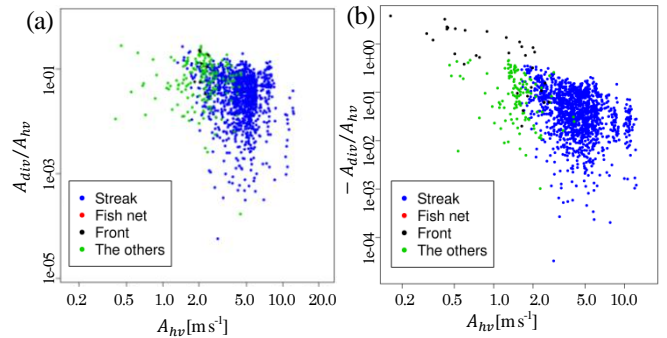 (a)
A_div/A_hv
1e-01
1e-03
1e-05
Streak
Fish net
Front
The others
0.2 0.5 1.0 2.0 5.0 10.0 20.0
A_hv[m s⁻¹]
(b)
− A_div/A_hv
1e+00
1e-01
1e-02
1e-03
1e-04
Streak
Fish net
Front
The others
0.2 0.5 1.0 2.0 5.0 10.0
A_hv[m s⁻¹]